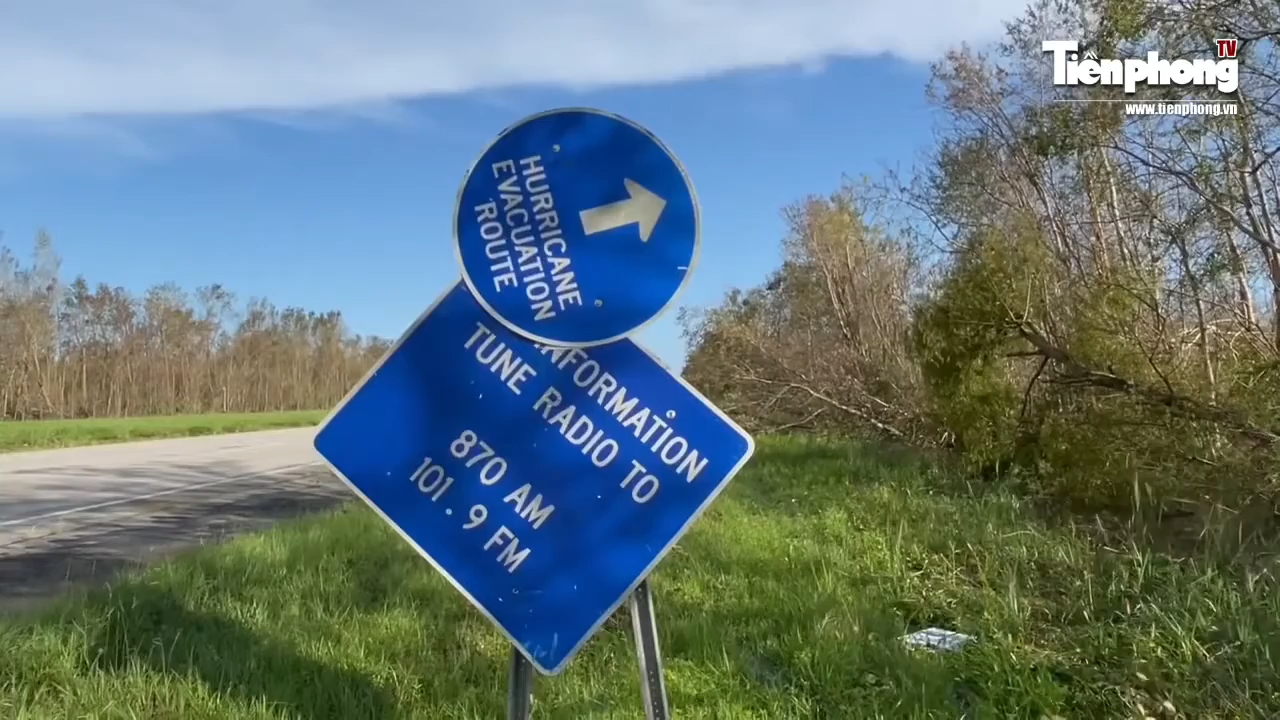 Tiềnphong TV
www.tienphong.vn
HURRICANE
EVACUATION
ROUTE
INFORMATION
TUNE RADIO TO
870 AM
101.9 FM